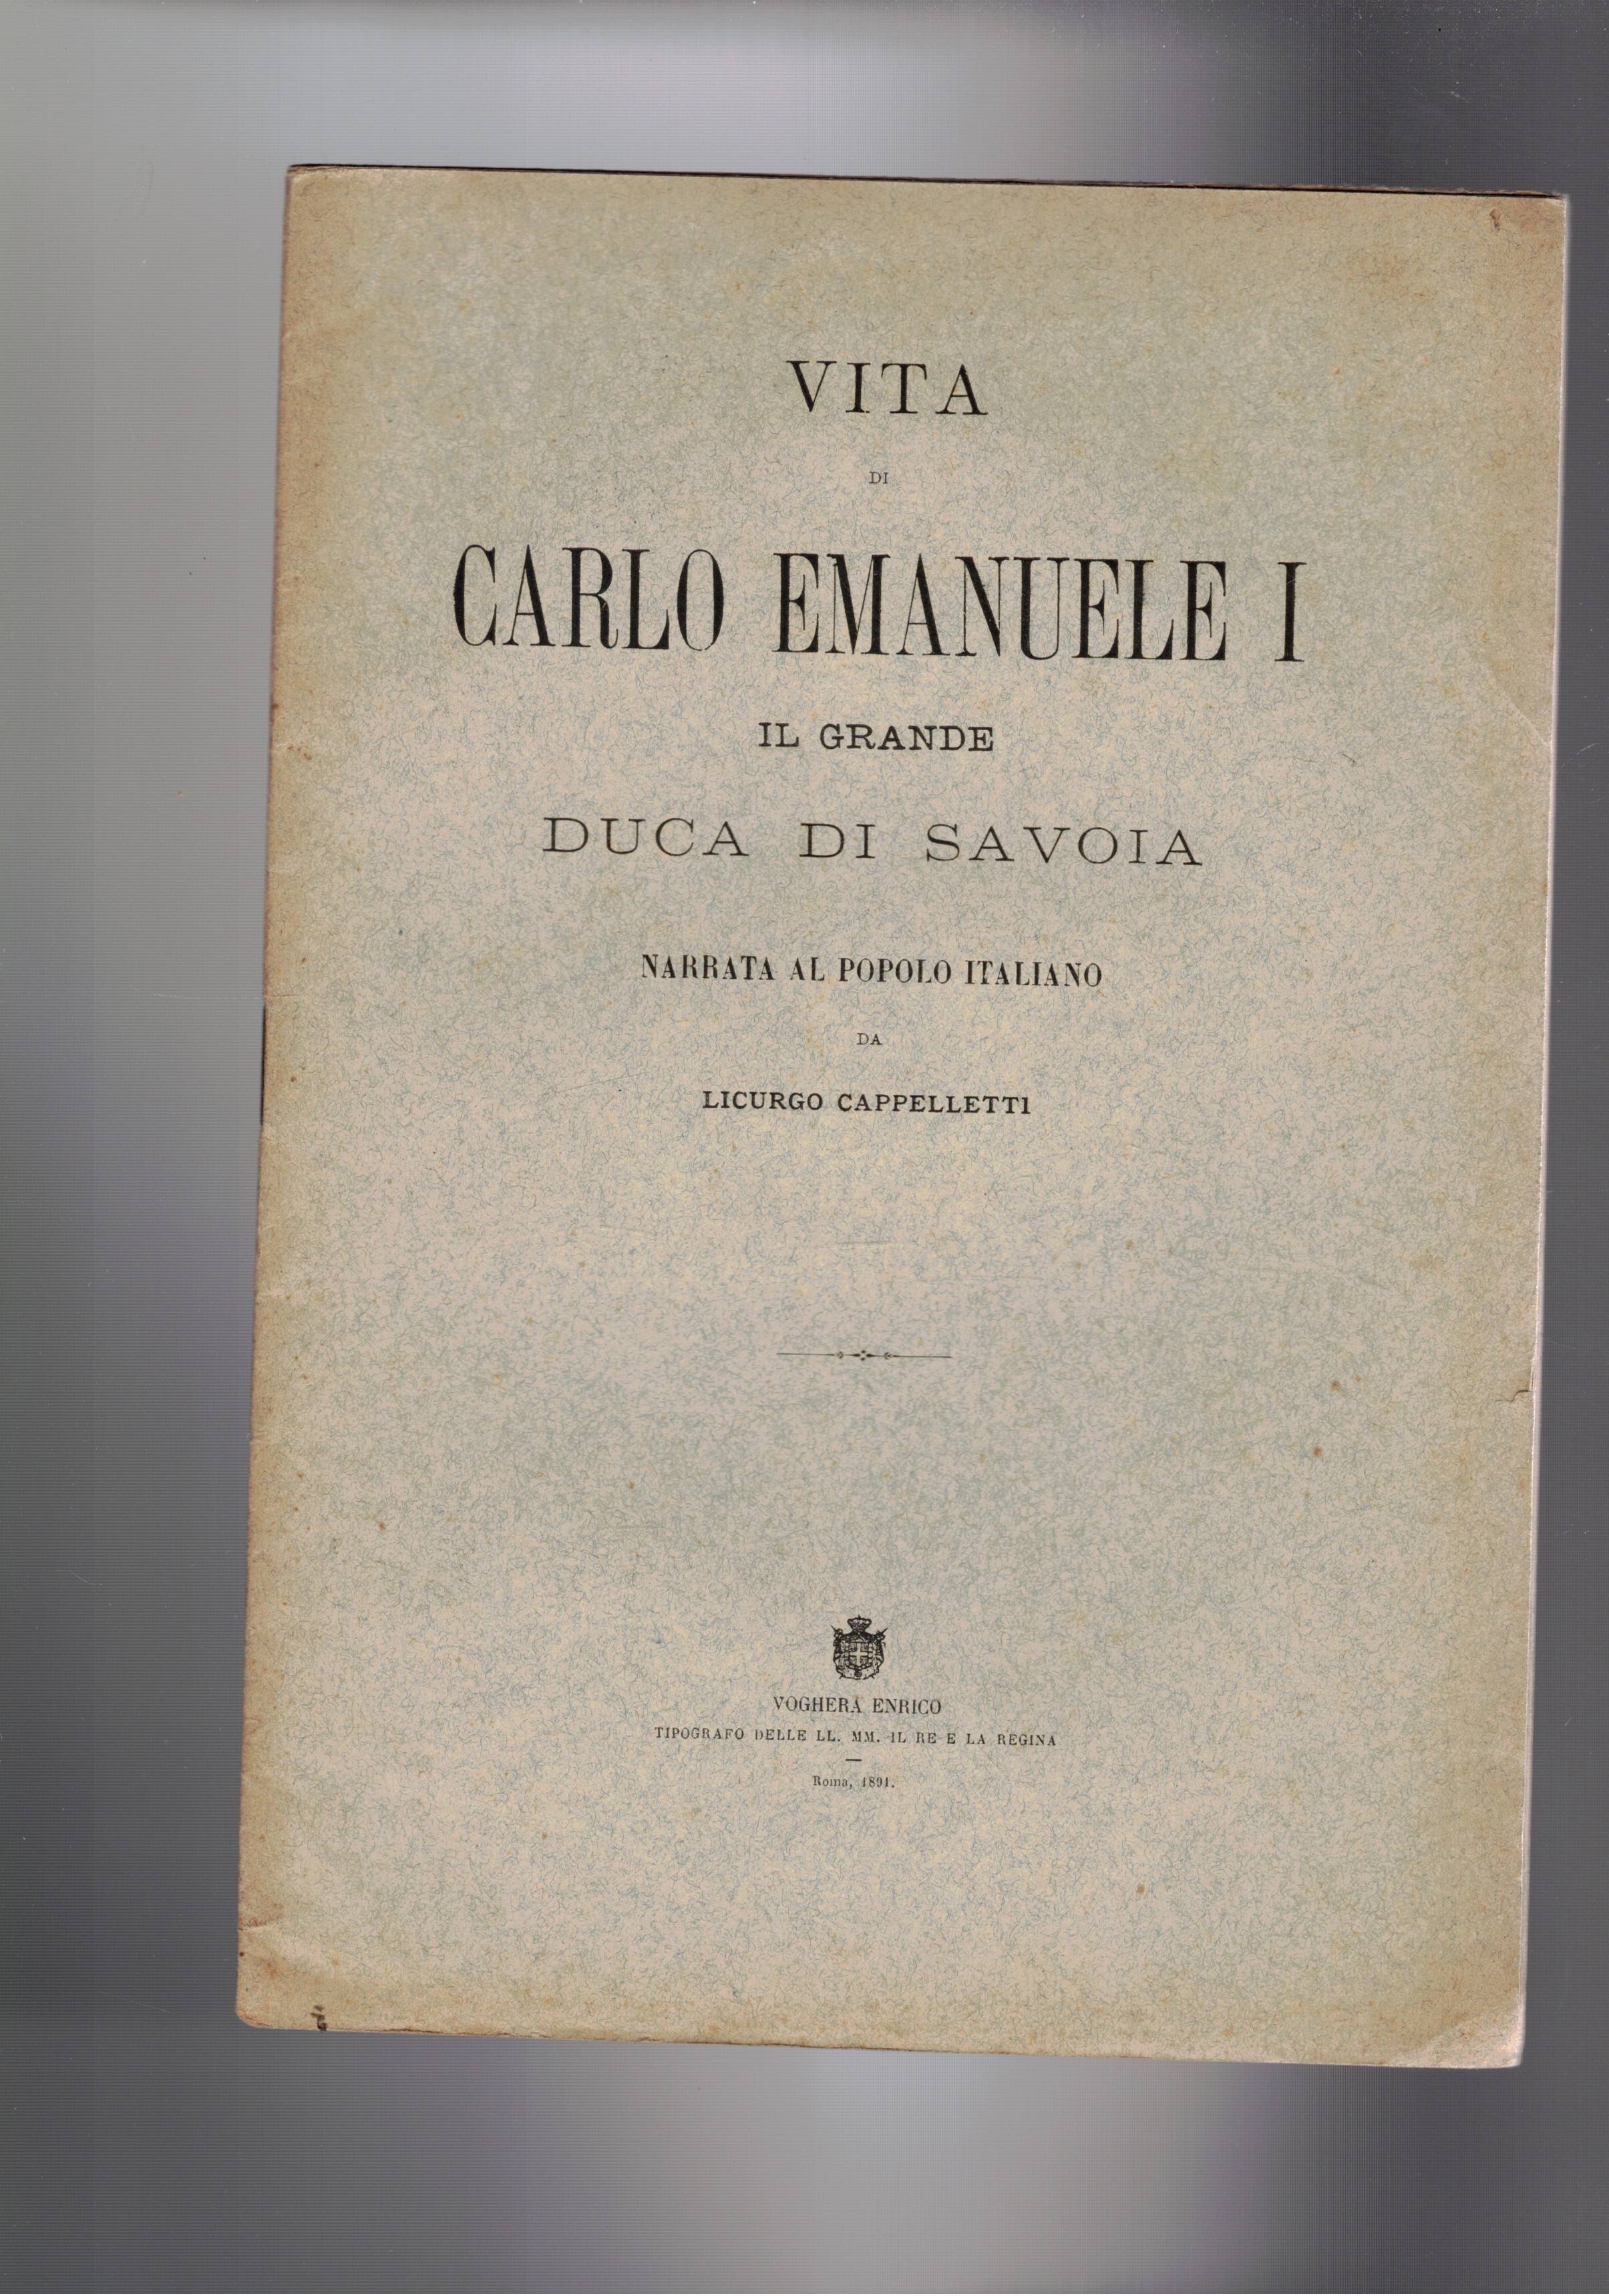 VITA
DI
CARLO EMANUELE I
IL GRANDE
DUCA DI SAVOIA
NARRATA AL POPOLO ITALIANO
DA
LICURGO CAPPELLETTI
VOGHERA ENRICO
TIPOGRAFO DELLE LL. MM. IL RE E LA REGINA
Roma, 1891.